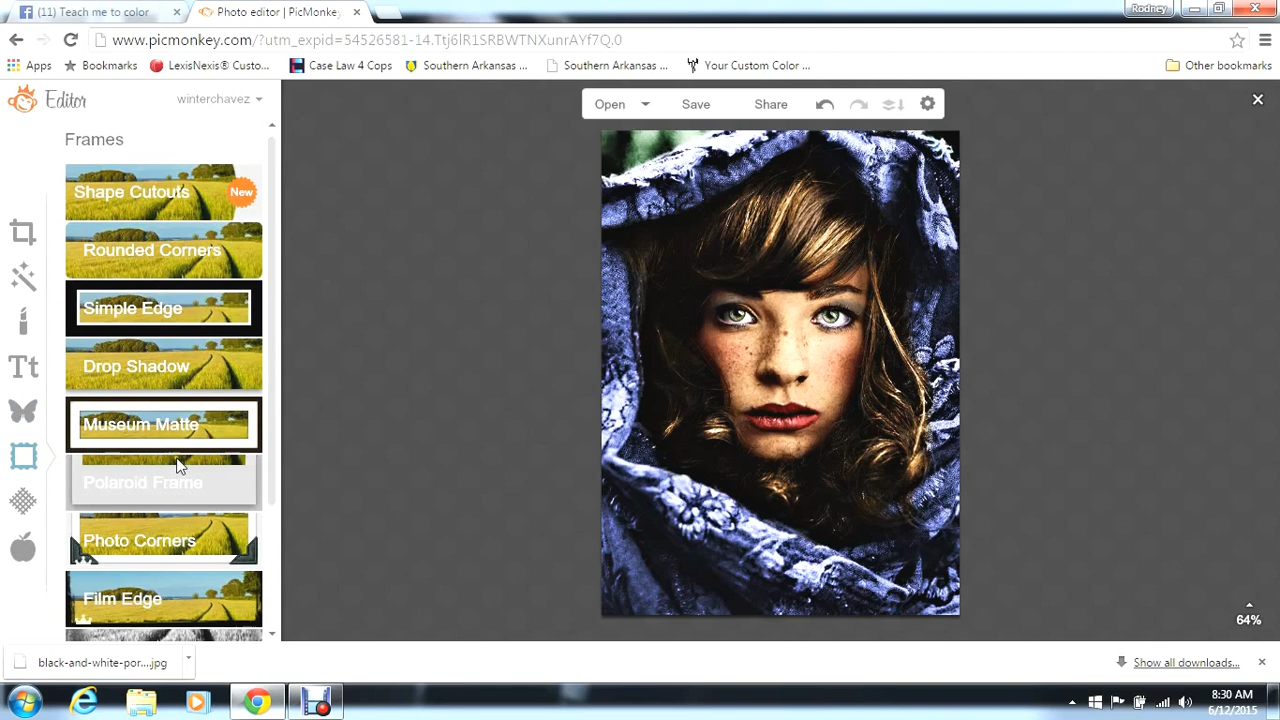 (11) Teach me to color
Photo editor | PicMonkey
Rodney
www.picmonkey.com/?utm_expid=54526581-14.Ttj6lR1SRBWTNXunrAYf7Q.0
Apps
Bookmarks
LexisNexis® Custo...
Case Law 4 Cops
Southern Arkansas ...
Southern Arkansas ...
Your Custom Color ...
Other bookmarks
Editor
winterchavez
Open
Save
Share
Frames
Shape Cutouts
New
Rounded Corners
Simple Edge
Drop Shadow
Museum Matte
Polaroid Frame
Tt
Photo Corners
Film Edge
64%
black-and-white-por....jpg
Show all downloads...
8:30 AM
6/12/2015